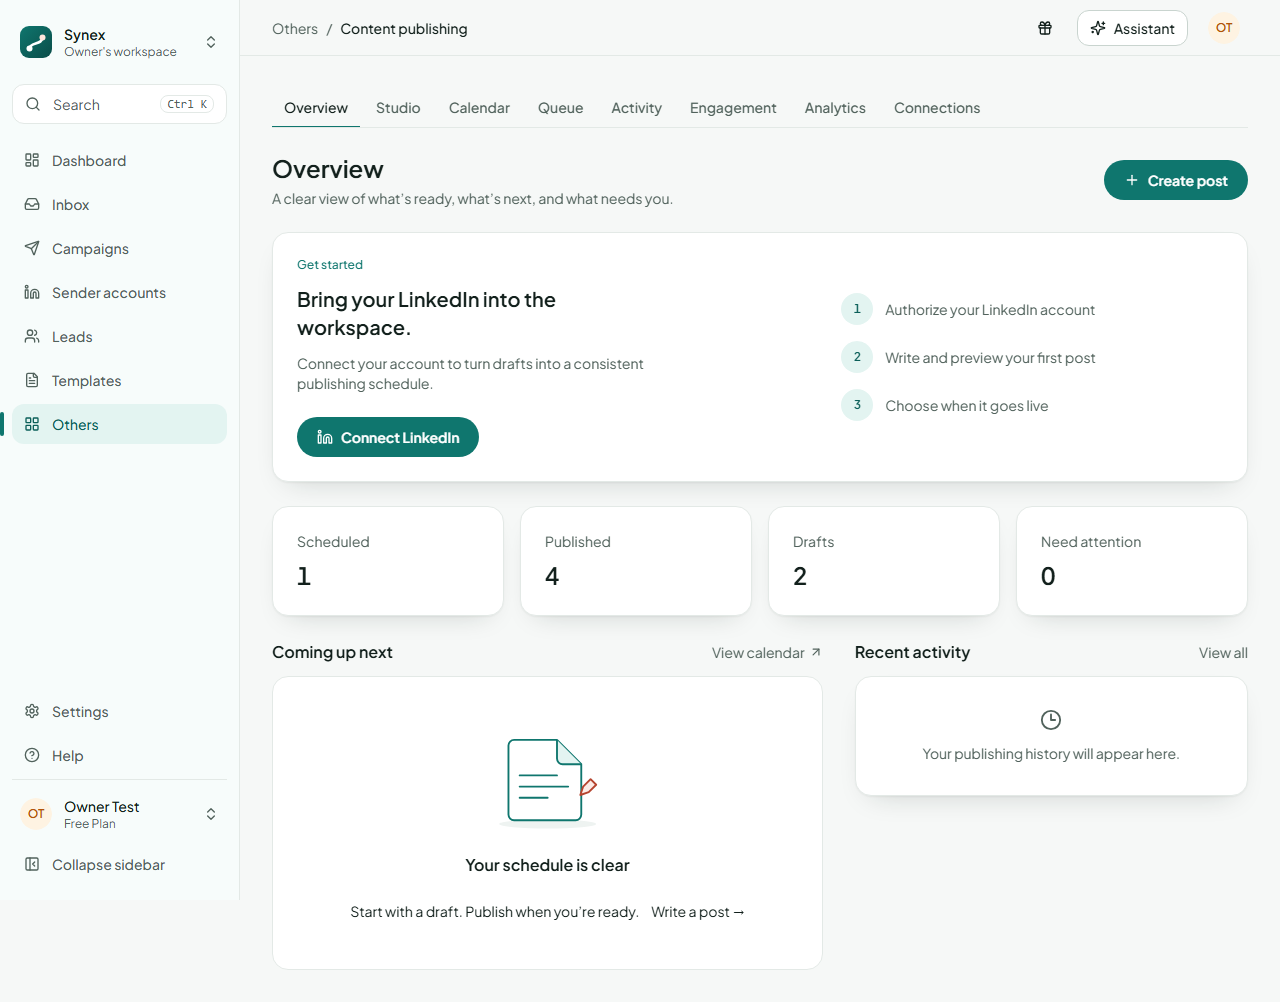 Synex
Owner's workspace
Search
Ctrl K
Dashboard
Inbox
Campaigns
Sender accounts
Leads
Templates
Others
Settings
Help
OT
Owner Test
Free Plan
Collapse sidebar
Others / Content publishing
Assistant
OT
Overview
Studio
Calendar
Queue
Activity
Engagement
Analytics
Connections
Overview
A clear view of what's ready, what's next, and what needs you.
+ Create post
Get started
Bring your LinkedIn into the
workspace.
Connect your account to turn drafts into a consistent
publishing schedule.
in Connect LinkedIn
1 Authorize your LinkedIn account
2 Write and preview your first post
3 Choose when it goes live
Scheduled
1
Published
4
Drafts
2
Need attention
0
Coming up next
View calendar ↗
Your schedule is clear
Start with a draft. Publish when you're ready. Write a post →
Recent activity
View all
Your publishing history will appear here.